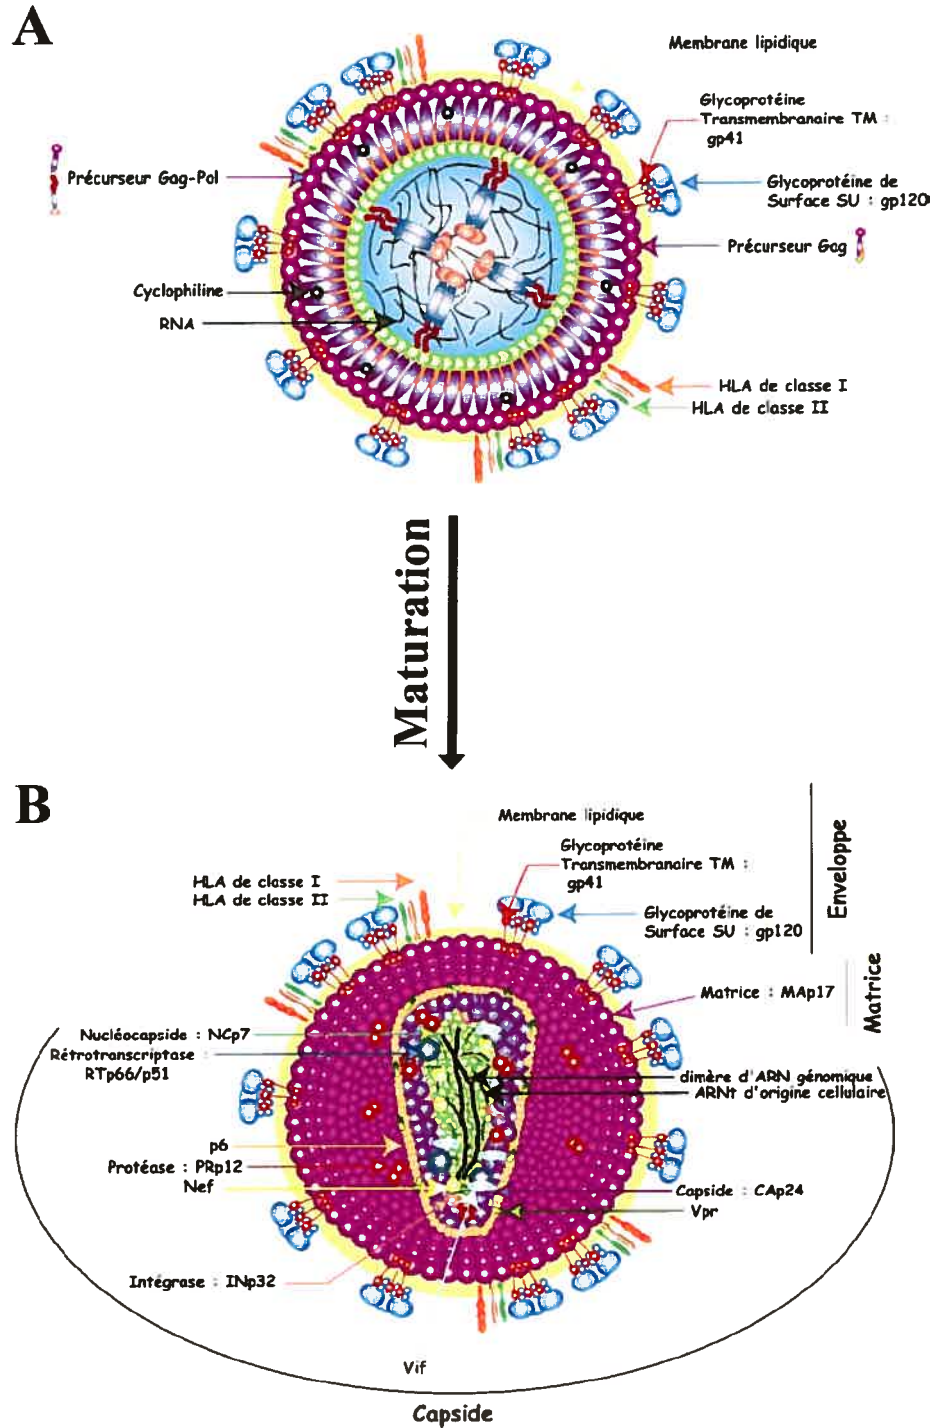 A
Membrane lipidique
Glycoprotéine
Transmembranaire TM :
gp41
Précurseur Gag-Pol
Glycoprotéine de
Surface SU : gp120
Précurseur Gag
Cyclophiline
RNA
HLA de classe I
HLA de classe II
Maturation
B
Membrane lipidique
Glycoprotéine
Transmembranaire TM :
gp41
HLA de classe I
HLA de classe II
Glycoprotéine de
Surface SU : gp120
Enveloppe
Matrice : MAp17
Matrice
Nucléocapside : NCp7
Rétrotranscriptase :
RTp66/p51
dimère d'ARN génomique
ARNt d'origine cellulaire
p6
Protéase : PRp12
Nef
Capside : CAp24
Vpr
Intégrase : INp32
Vif
Capside